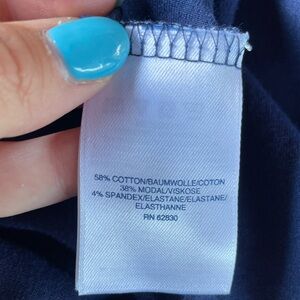 58% COTTON/BAUMWOLLE/COTON
38% MODAL/VISKOSE
4% SPANDEX/ELASTANE/ELASTANE/
ELASTHANNE
RN 62830